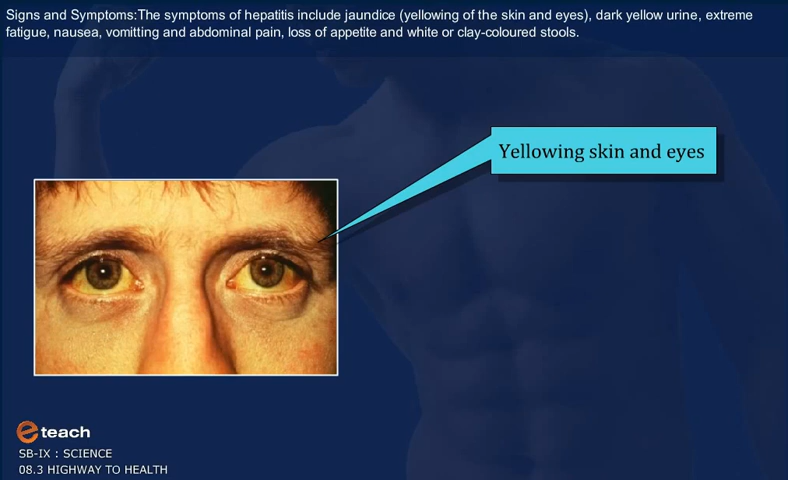 Signs and Symptoms:The symptoms of hepatitis include jaundice (yellowing of the skin and eyes), dark yellow urine, extreme
fatigue, nausea, vomitting and abdominal pain, loss of appetite and white or clay-coloured stools.
Yellowing skin and eyes
e teach
SB-IX : SCIENCE
08.3 HIGHWAY TO HEALTH